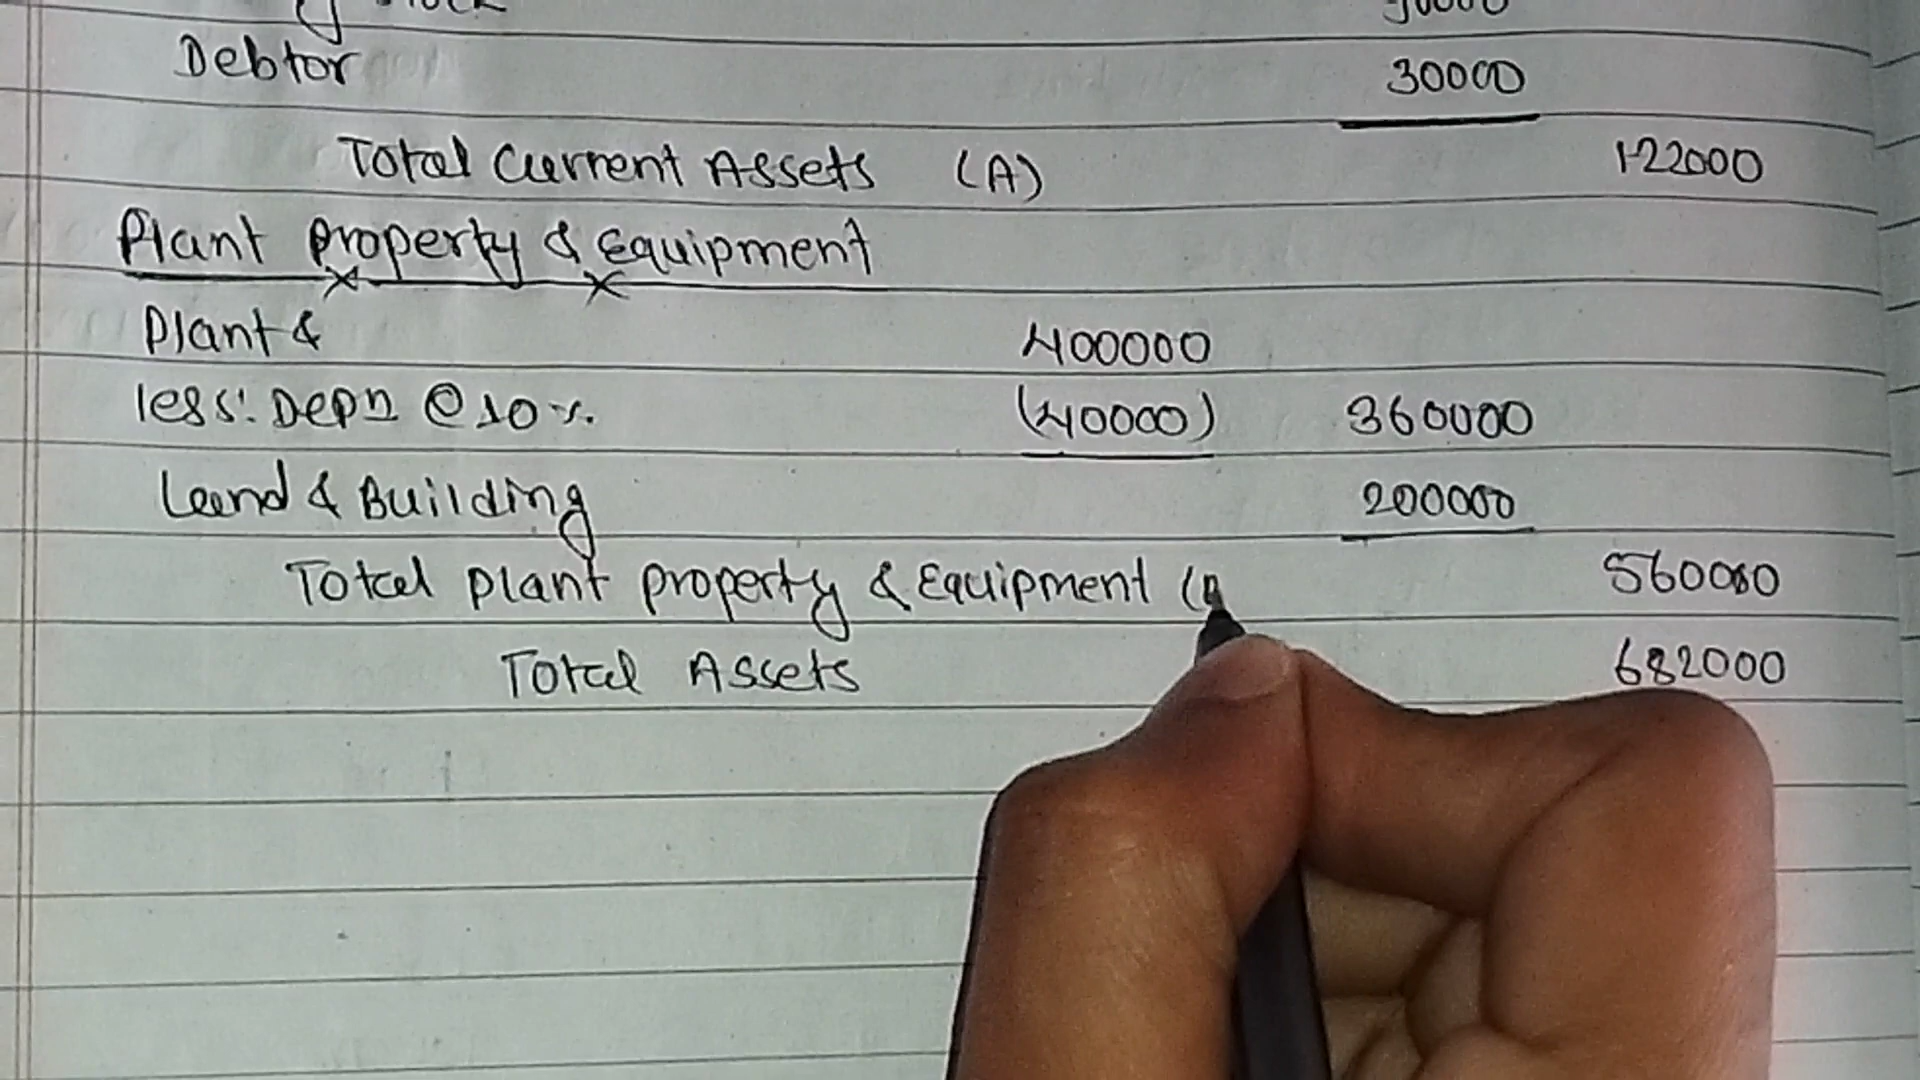 Debtor 30000
Total Current Assets (A) 122000
Plant Property & Equipment
Plant & 400000
less: Depn @ 10%. (40000) 360000
Land & Building 200000
Total plant property & Equipment ( 560000
Total Assets 682000